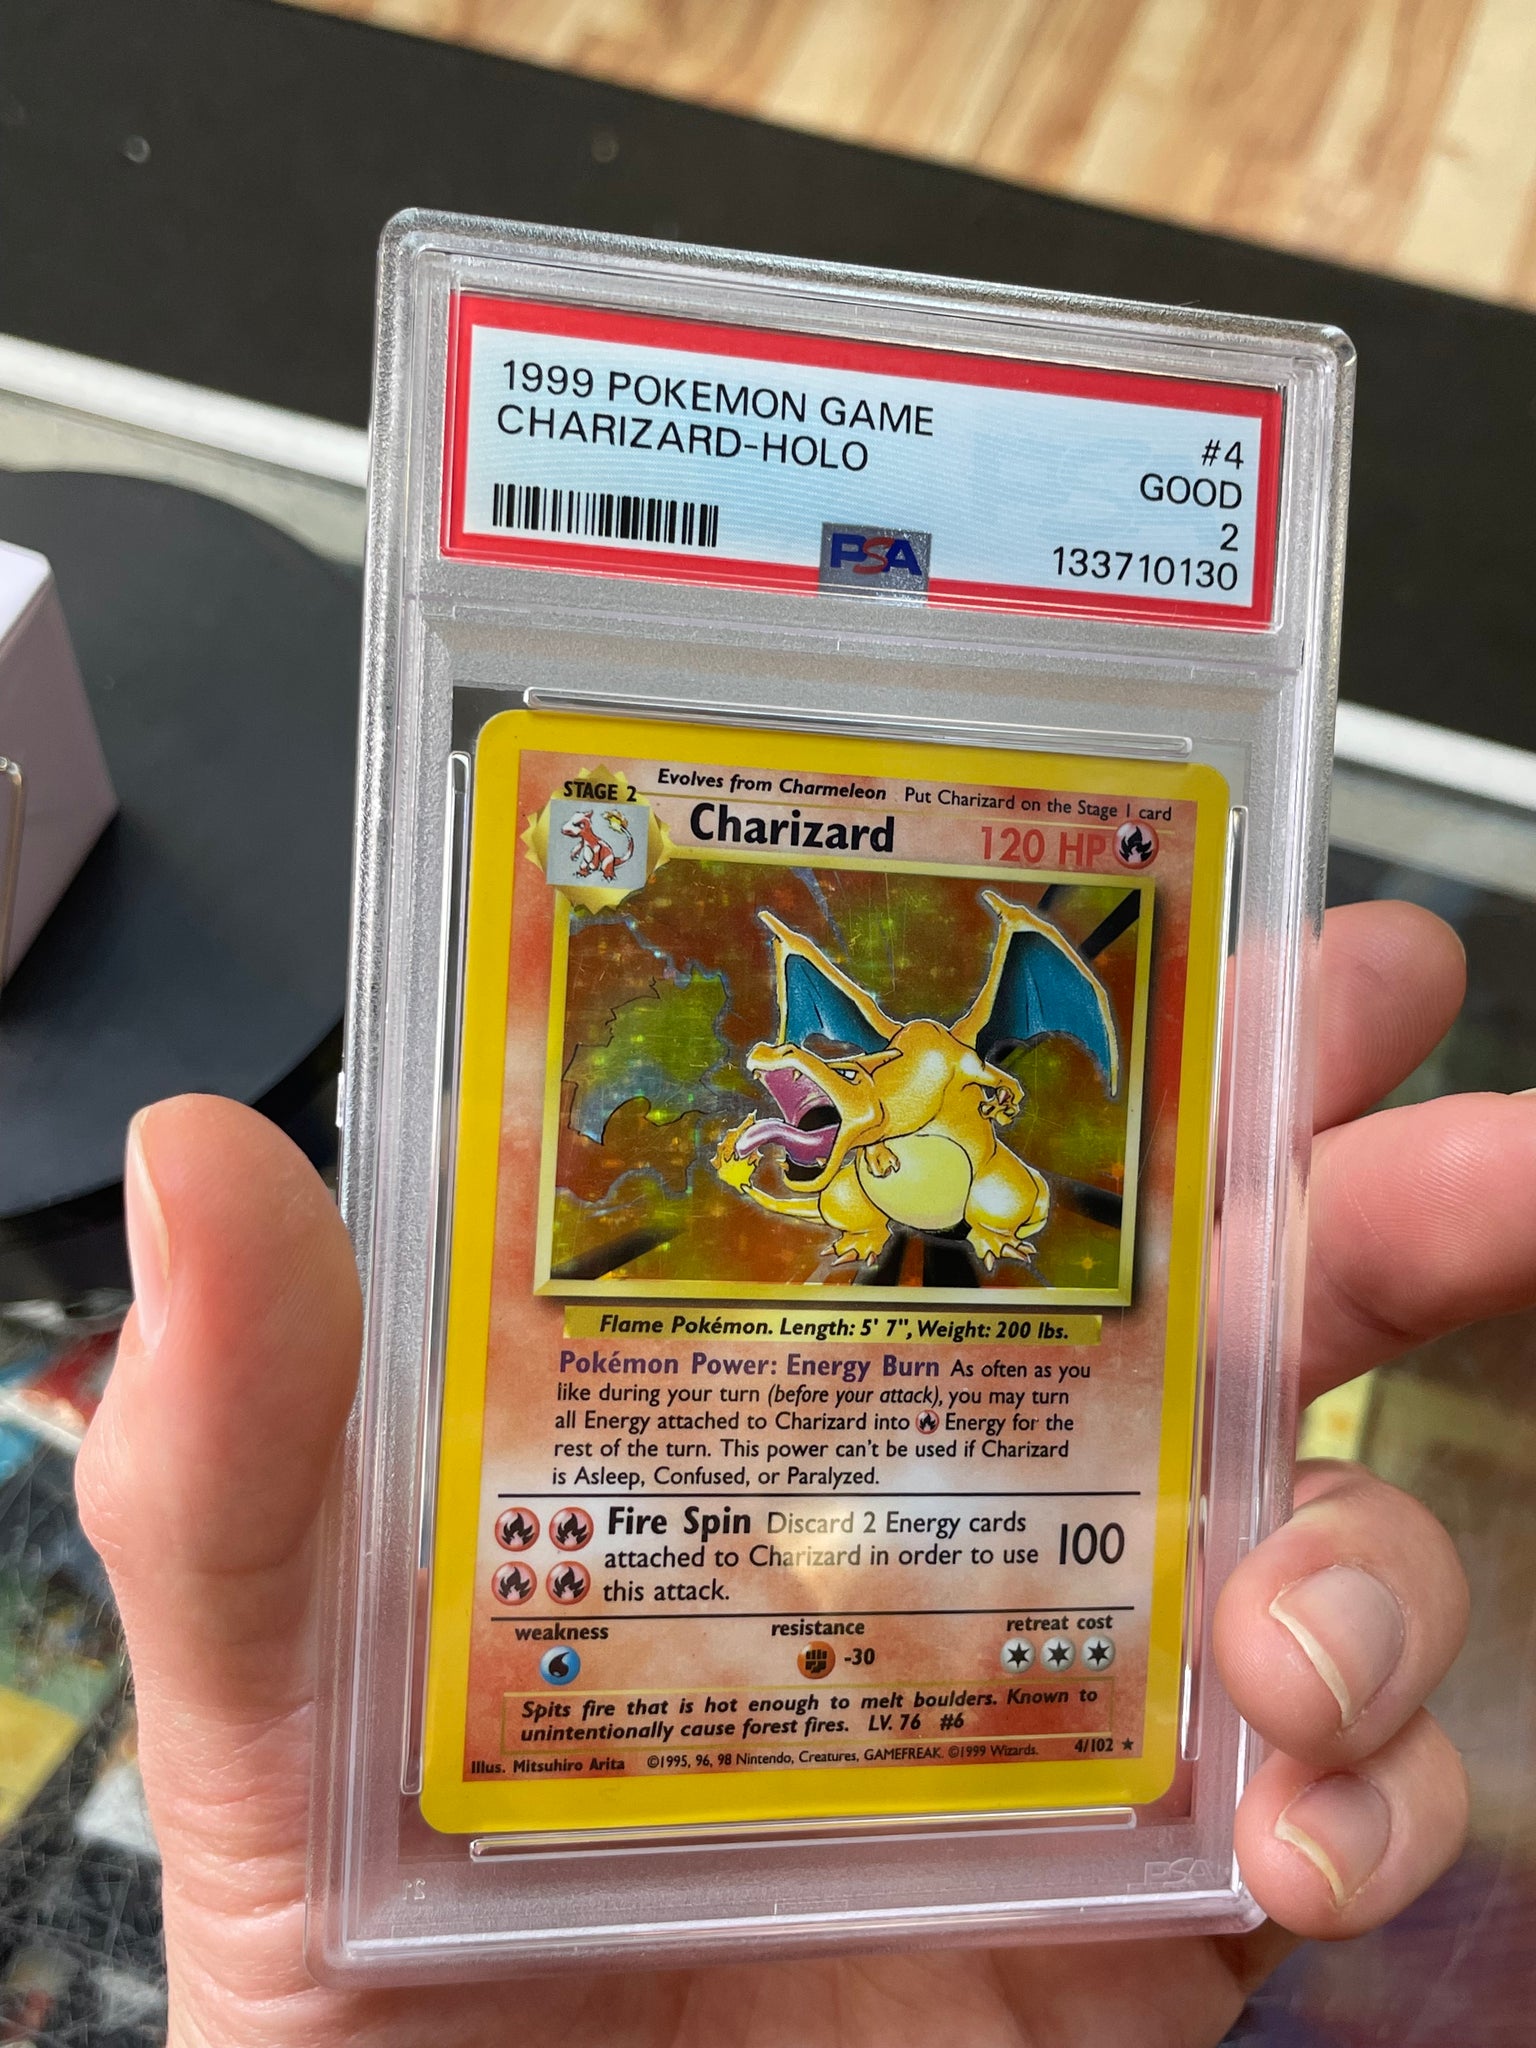 1999 POKEMON GAME
CHARIZARD-HOLO
#4
GOOD
2
133710130
PSA
STAGE 2
Evolves from Charmeleon Put Charizard on the Stage 1 card
Charizard
120 HP
Flame Pokémon. Length: 5' 7", Weight: 200 lbs.
Pokémon Power: Energy Burn As often as you
like during your turn (before your attack), you may turn
all Energy attached to Charizard into Energy for the
rest of the turn. This power can't be used if Charizard
is Asleep, Confused, or Paralyzed.
Fire Spin Discard 2 Energy cards
attached to Charizard in order to use
this attack.
100
weakness
resistance
retreat cost
-30
Spits fire that is hot enough to melt boulders. Known to
unintentionally cause forest fires. LV. 76 #6
Illus. Mitsuhiro Arita ©1995, 96, 98 Nintendo, Creatures, GAMEFREAK. ©1999 Wizards. 4/102 ★
PSA